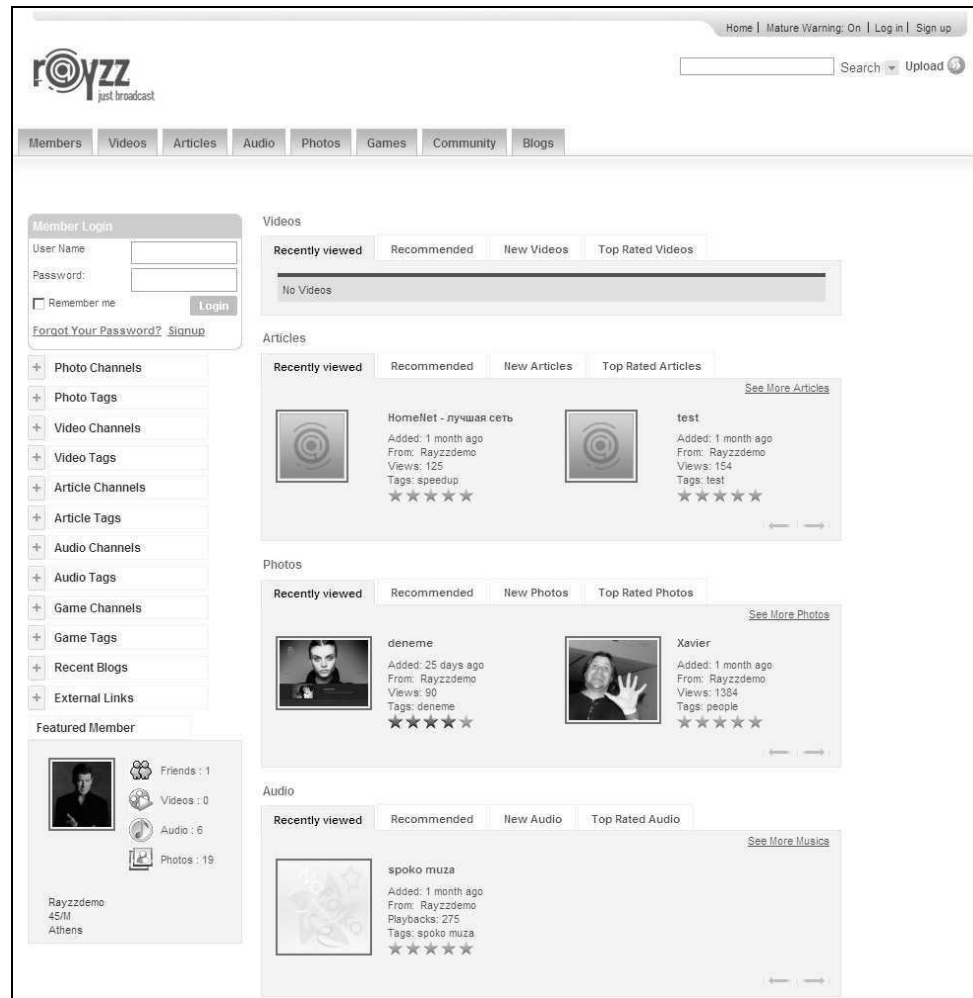 Home | Mature Warning: On | Log in | Sign up
r@yzz
just broadcast
Search Upload
Members Videos Articles Audio Photos Games Community Blogs
Member Login
User Name
Password:
Remember me Login
Forgot Your Password? Signup
+ Photo Channels
+ Photo Tags
+ Video Channels
+ Video Tags
+ Article Channels
+ Article Tags
+ Audio Channels
+ Audio Tags
+ Game Channels
+ Game Tags
+ Recent Blogs
+ External Links
Featured Member
Friends : 1
Videos : 0
Audio : 6
Photos : 19
Rayzzdemo
45/M
Athens
Videos
Recently viewed Recommended New Videos Top Rated Videos
No Videos
Articles
Recently viewed Recommended New Articles Top Rated Articles
See More Articles
HomeNet - лучшая сеть
Added: 1 month ago
From: Rayzzdemo
Views: 125
Tags: speedup
test
Added: 1 month ago
From: Rayzzdemo
Views: 154
Tags: test
Photos
Recently viewed Recommended New Photos Top Rated Photos
See More Photos
deneme
Added: 25 days ago
From: Rayzzdemo
Views: 90
Tags: deneme
Xavier
Added: 1 month ago
From: Rayzzdemo
Views: 1384
Tags: people
Audio
Recently viewed Recommended New Audio Top Rated Audio
See More Musics
spoko muza
Added: 1 month ago
From: Rayzzdemo
Playbacks: 275
Tags: spoko muza